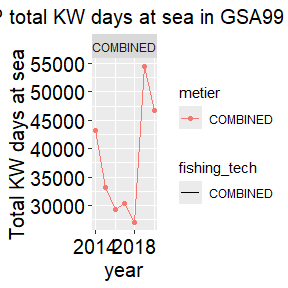 P total KW days at sea in GSA99
COMBINED
Total KW days at sea
55000
50000
45000
40000
35000
30000
2014
2018
year
metier
COMBINED
fishing_tech
COMBINED